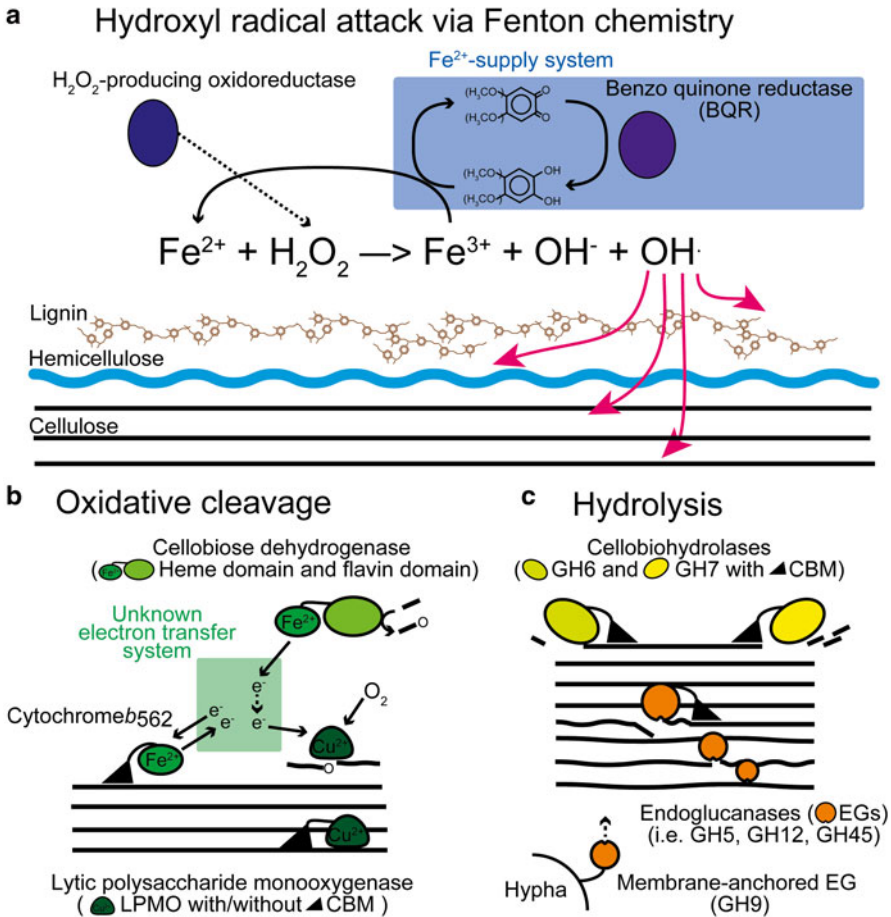 a Hydroxyl radical attack via Fenton chemistry
Fe²⁺-supply system
H₂O₂-producing oxidoreductase
Benzo quinone reductase
(BQR)
(H₃CO) O
(H₃CO) O
(H₃CO) OH
(H₃CO) OH
Fe²⁺ + H₂O₂ —> Fe³⁺ + OH⁻ + OH·
Lignin
Hemicellulose
Cellulose
b Oxidative cleavage
Cellobiose dehydrogenase
(Fe²⁺ Heme domain and flavin domain)
Unknown
electron transfer
system
Fe²⁺
O
e⁻
O₂
Cytochromeb562
e⁻
e⁻
e⁻
Fe²⁺
Cu²⁺
O
Cu²⁺
Lytic polysaccharide monooxygenase
( LPMO with/without CBM )
c Hydrolysis
Cellobiohydrolases
( GH6 and GH7 with CBM)
Endoglucanases ( EGs)
(i.e. GH5, GH12, GH45)
Hypha
Membrane-anchored EG
(GH9)